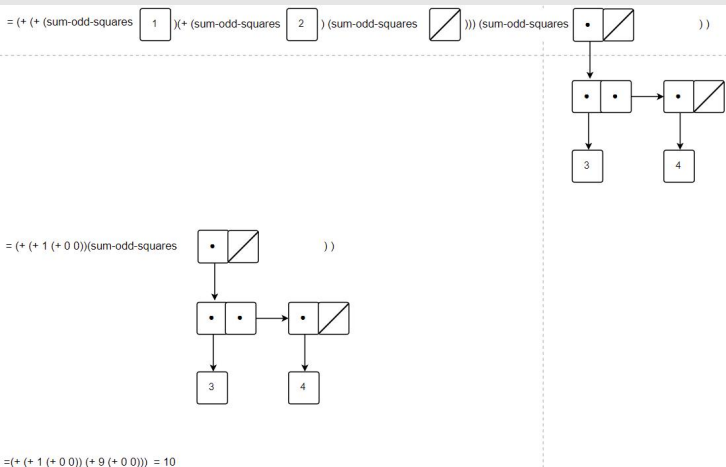 = (+ (+ (sum-odd-squares 1 )(+ (sum-odd-squares 2 ) (sum-odd-squares ))) (sum-odd-squares ) )
3 4
= (+ (+ 1 (+ 0 0))(sum-odd-squares ) )
3 4
=(+ (+ 1 (+ 0 0)) (+ 9 (+ 0 0))) = 10